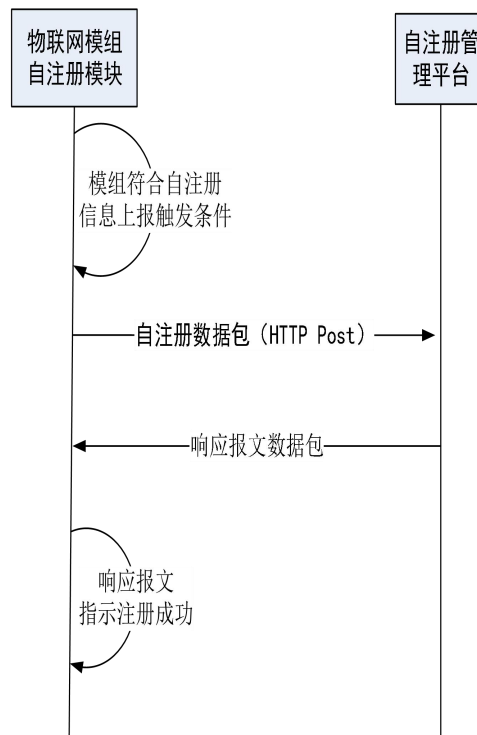 物联网模组
自注册模块
自注册管
理平台
模组符合自注册
信息上报触发条件
自注册数据包（HTTP Post）
响应报文数据包
响应报文
指示注册成功